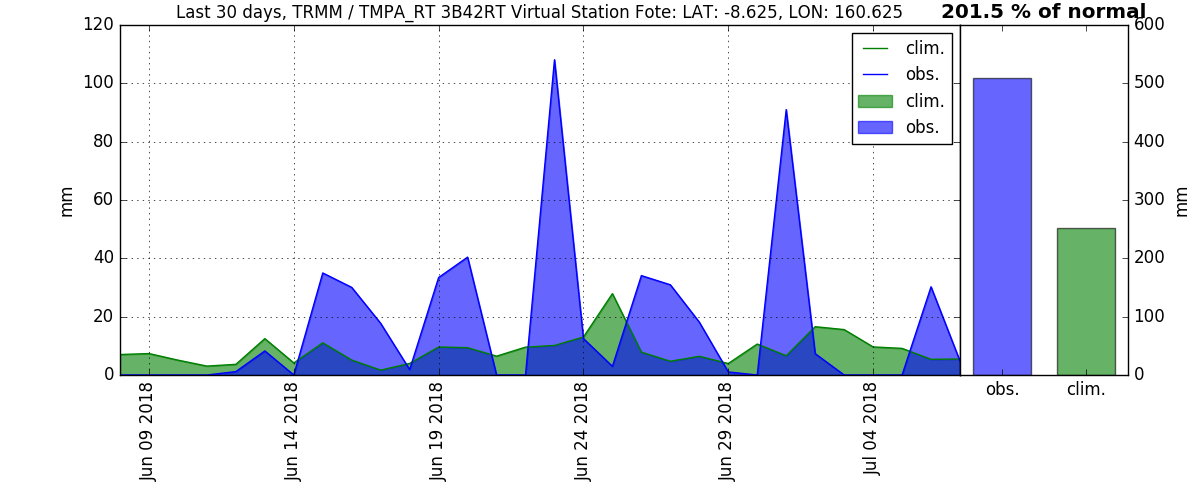 Last 30 days, TRMM / TMPA_RT 3B42RT Virtual Station Fote: LAT: -8.625, LON: 160.625
201.5 % of normal
120
100
80
60
40
20
0
mm
clim.
obs.
clim.
obs.
600
500
400
300
200
100
0
mm
Jun 09 2018
Jun 14 2018
Jun 19 2018
Jun 24 2018
Jun 29 2018
Jul 04 2018
obs.
clim.